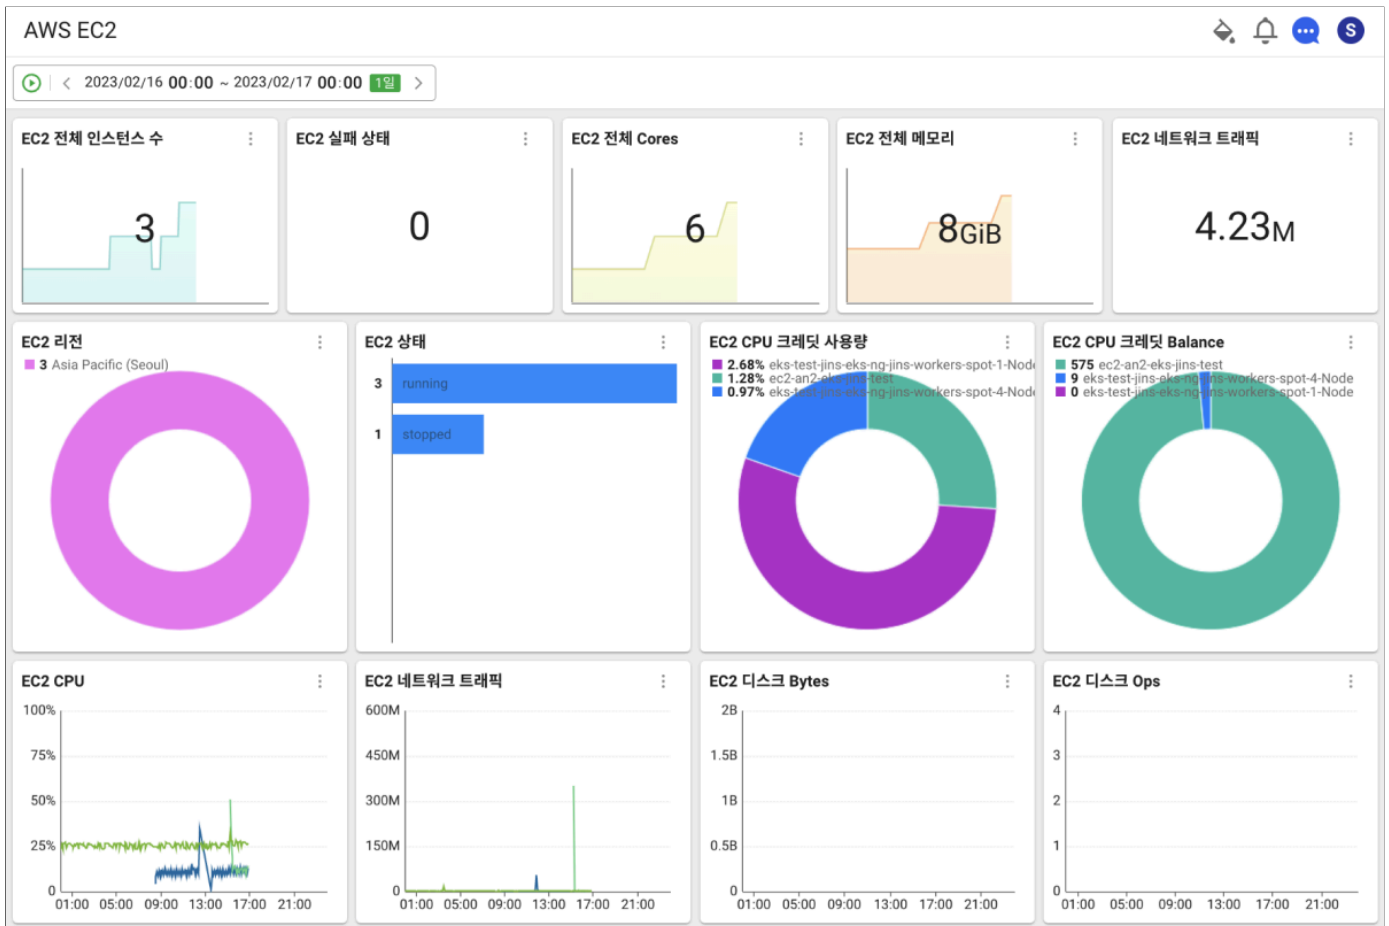 AWS EC2
S
2023/02/16 00:00 ~ 2023/02/17 00:00 1일
EC2 전체 인스턴스 수
3
EC2 실패 상태
0
EC2 전체 Cores
6
EC2 전체 메모리
8GiB
EC2 네트워크 트래픽
4.23M
EC2 리전
3 Asia Pacific (Seoul)
EC2 상태
3 running
1 stopped
EC2 CPU 크레딧 사용량
2.68% eks-test-jins-eks-ng-jins-workers-spot-1-Node
1.28% ec2-an2-eks-jins-test
0.97% eks-test-jins-eks-ng-jins-workers-spot-4-Node
EC2 CPU 크레딧 Balance
575 ec2-an2-eks-jins-test
9 eks-test-jins-eks-ng-jins-workers-spot-4-Node
0 eks-test-jins-eks-ng-jins-workers-spot-1-Node
EC2 CPU
100%
75%
50%
25%
0
01:00 05:00 09:00 13:00 17:00 21:00
EC2 네트워크 트래픽
600M
450M
300M
150M
0
01:00 05:00 09:00 13:00 17:00 21:00
EC2 디스크 Bytes
2B
1.5B
1B
0.5B
0
01:00 05:00 09:00 13:00 17:00 21:00
EC2 디스크 Ops
4
3
2
1
0
01:00 05:00 09:00 13:00 17:00 21:00